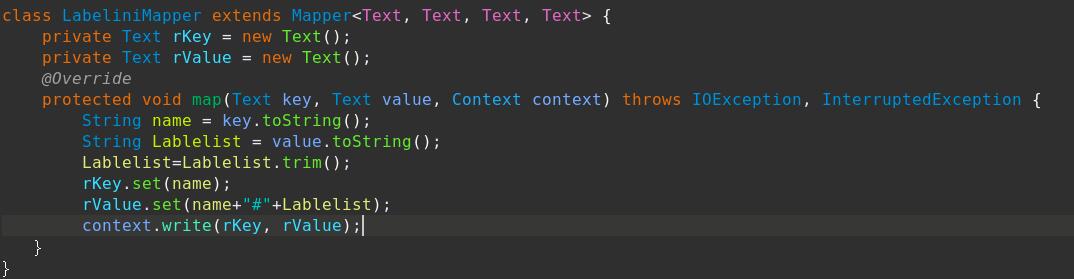 class LabeliniMapper extends Mapper<Text, Text, Text, Text> {
    private Text rKey = new Text();
    private Text rValue = new Text();
    @Override
    protected void map(Text key, Text value, Context context) throws IOException, InterruptedException {
        String name = key.toString();
        String Lablelist = value.toString();
        Lablelist=Lablelist.trim();
        rKey.set(name);
        rValue.set(name+"#"+Lablelist);
        context.write(rKey, rValue);
    }
}